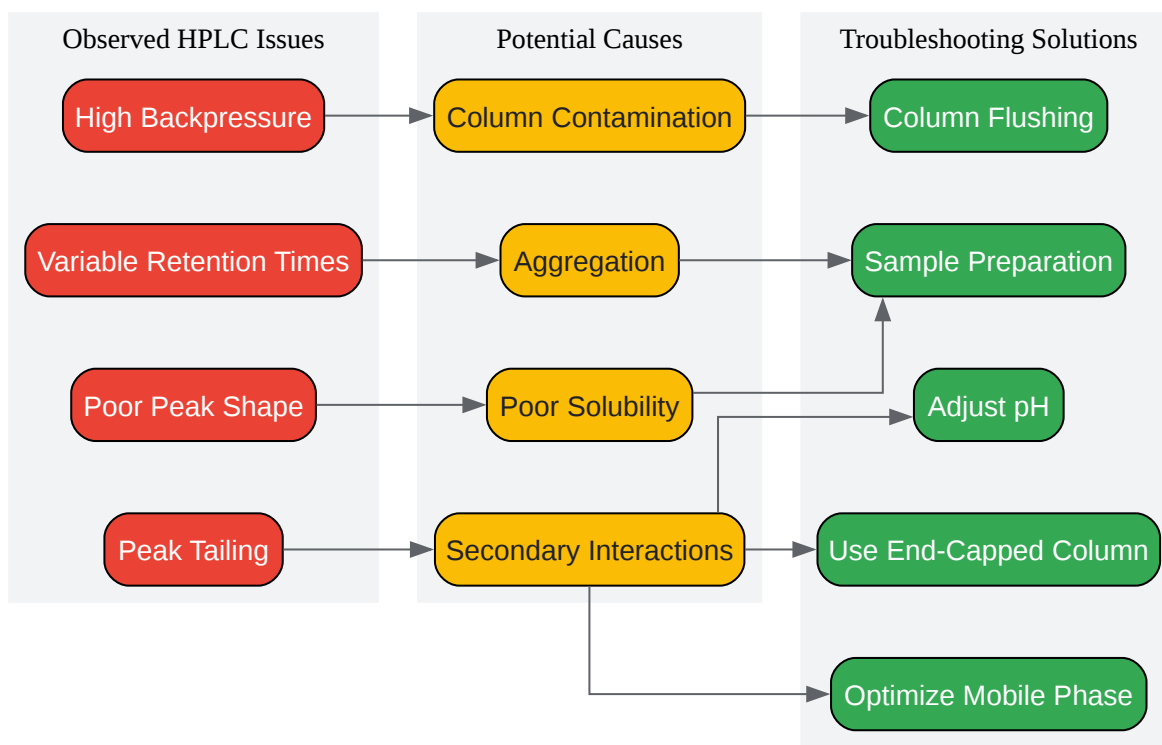 Observed HPLC Issues
Potential Causes
Troubleshooting Solutions
High Backpressure
Column Contamination
Column Flushing
Variable Retention Times
Aggregation
Sample Preparation
Poor Peak Shape
Poor Solubility
Adjust pH
Peak Tailing
Secondary Interactions
Use End-Capped Column
Optimize Mobile Phase